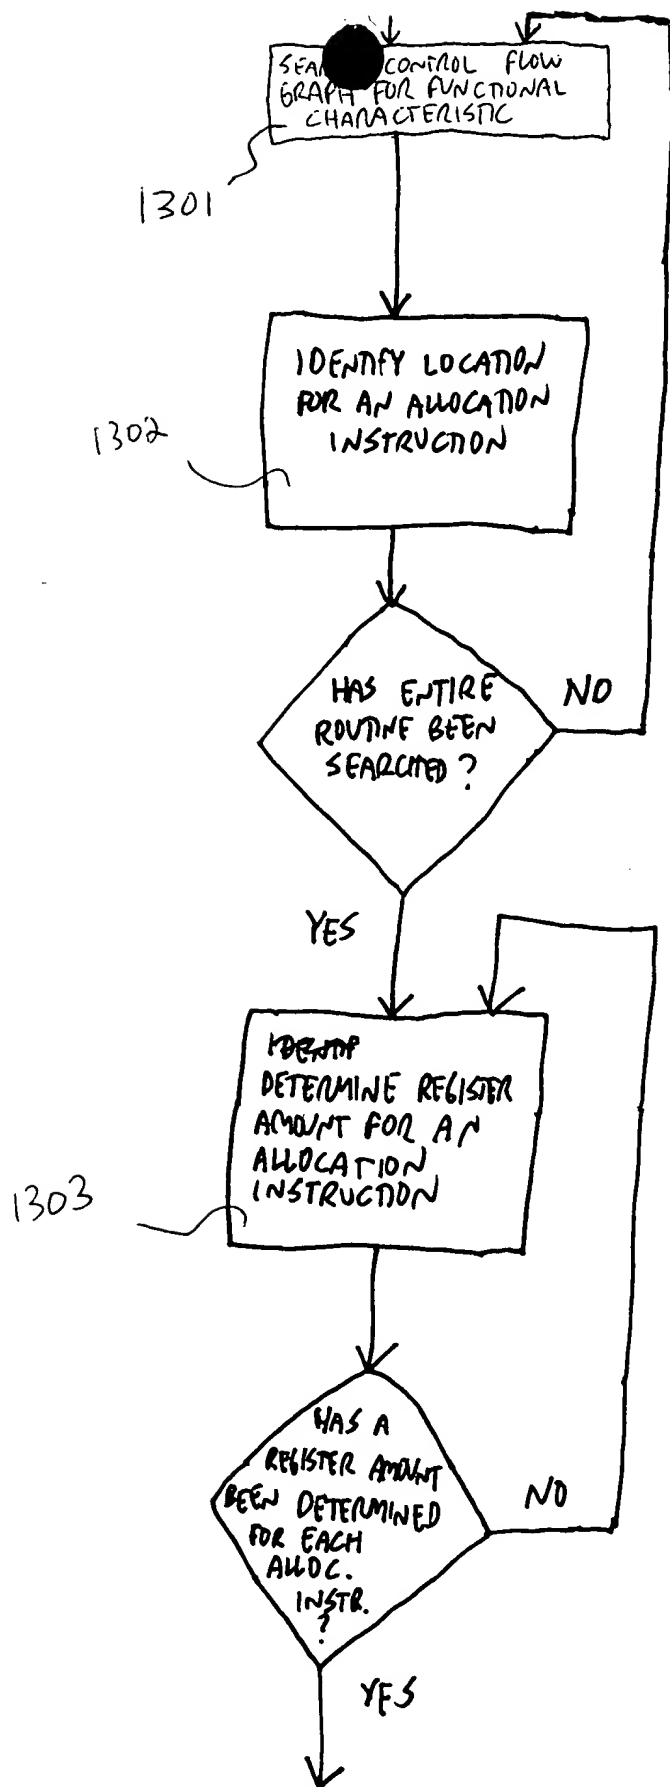 CONTROL FLOW
GRAPH FOR FUNCTIONAL
CHARACTERISTIC
1301
IDENTIFY LOCATION
FOR AN ALLOCATION
INSTRUCTION
1302
HAS ENTIRE
ROUTINE BEEN
SEARCHED?
NO
YES
DETERMINE REGISTER
AMOUNT FOR AN
ALLOCATION
INSTRUCTION
1303
HAS A
REGISTER AMOUNT
BEEN DETERMINED
FOR EACH
ALLOC.
INSTR.
?
NO
YES